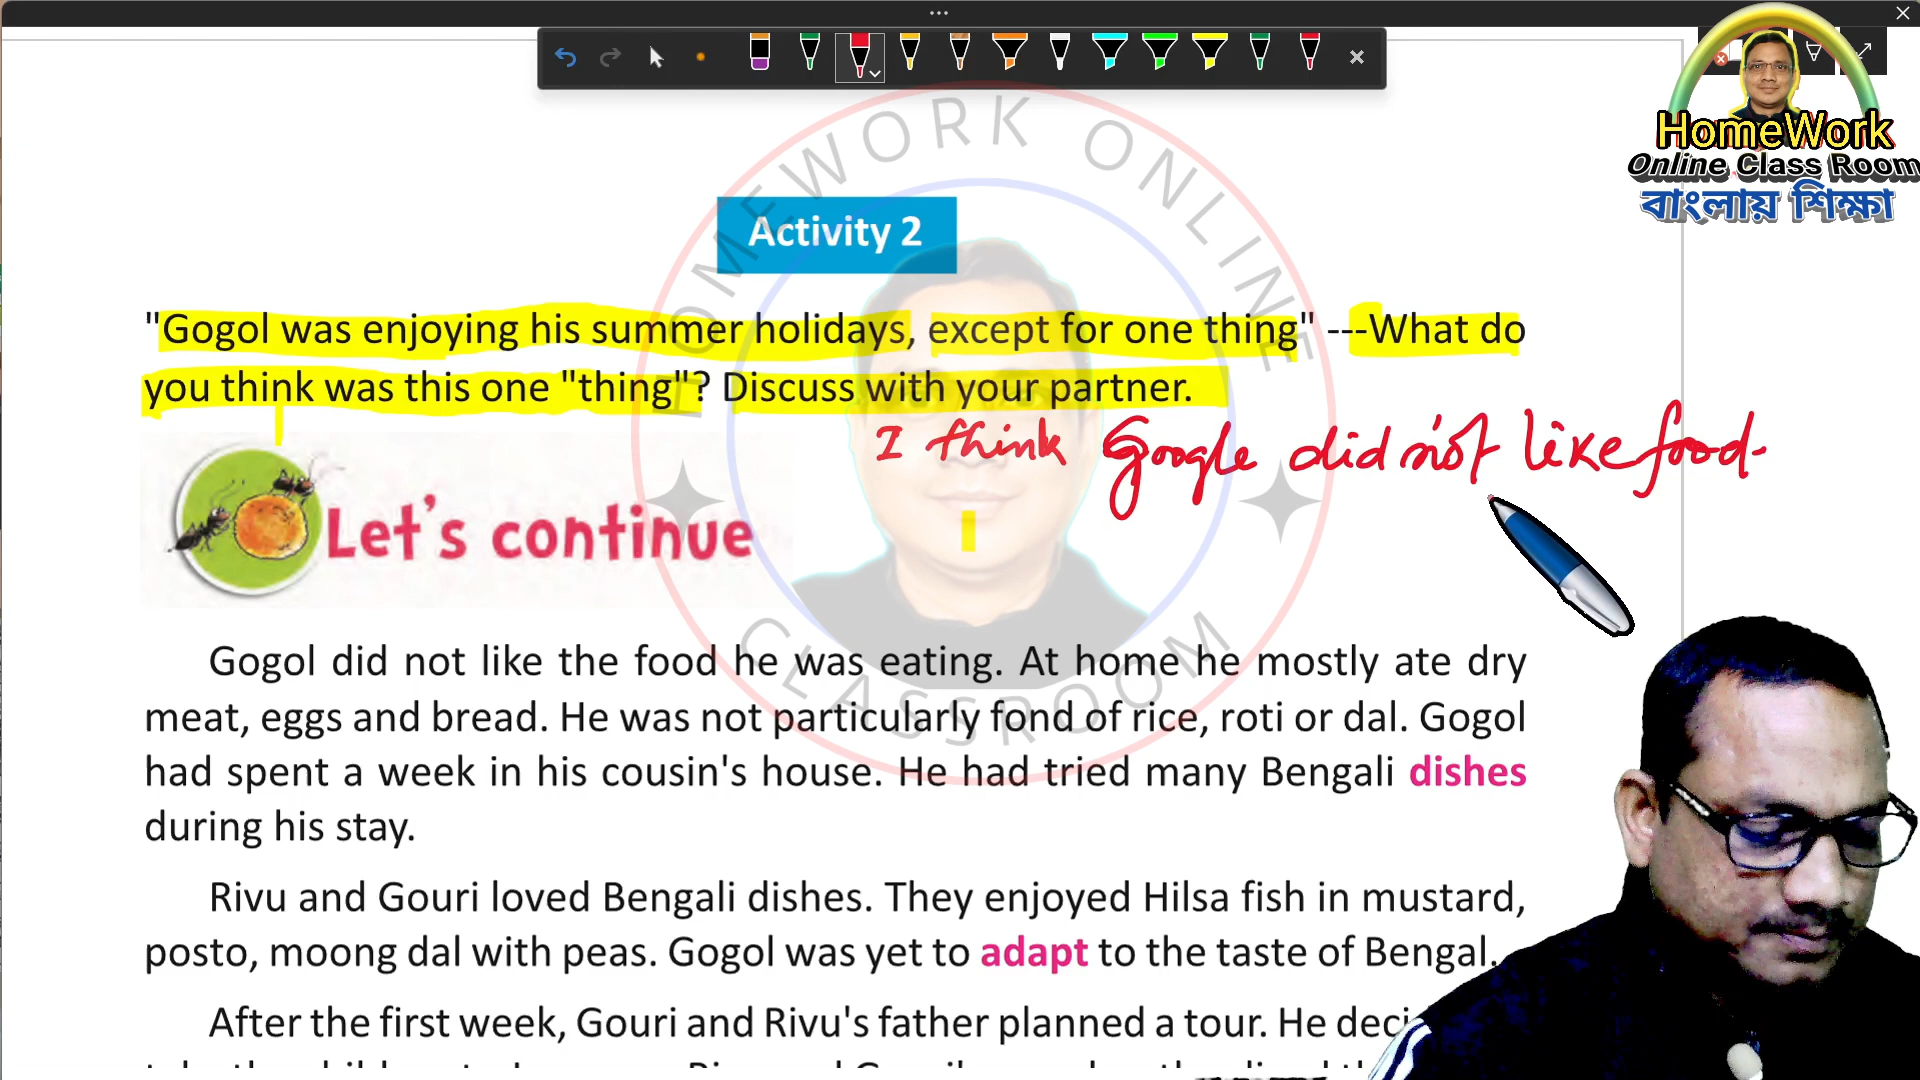 HomeWork
Online Class Room
বাংলায় শিক্ষা
HOMEWORK ONLINE
CLASSROOM
Activity 2
"Gogol was enjoying his summer holidays, except for one thing" ---What do
you think was this one "thing"? Discuss with your partner.
I think Google did not like food.
Let's continue
Gogol did not like the food he was eating. At home he mostly ate dry
meat, eggs and bread. He was not particularly fond of rice, roti or dal. Gogol
had spent a week in his cousin's house. He had tried many Bengali dishes
during his stay.
Rivu and Gouri loved Bengali dishes. They enjoyed Hilsa fish in mustard,
posto, moong dal with peas. Gogol was yet to adapt to the taste of Bengal.
After the first week, Gouri and Rivu's father planned a tour. He